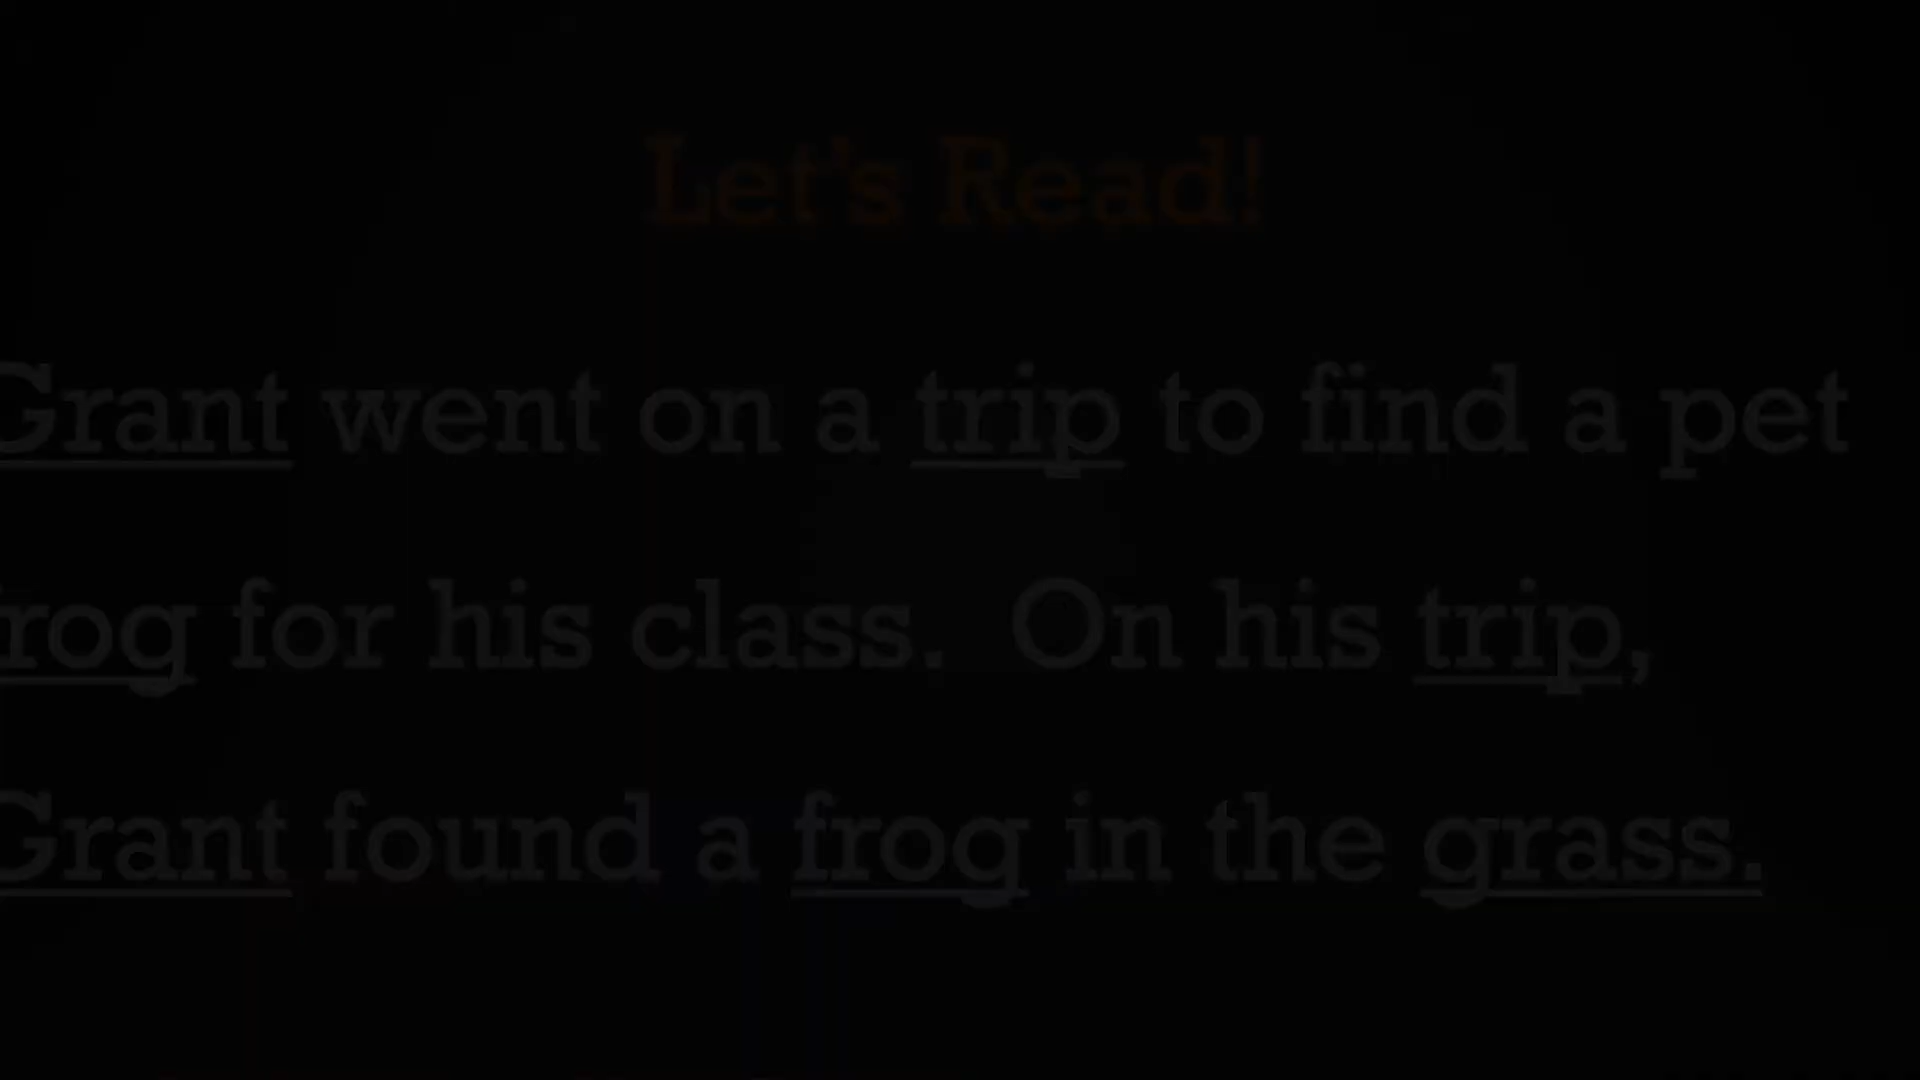 Let's Read!
Grant went on a trip to find a pet
frog for his class. On his trip,
Grant found a frog in the grass.